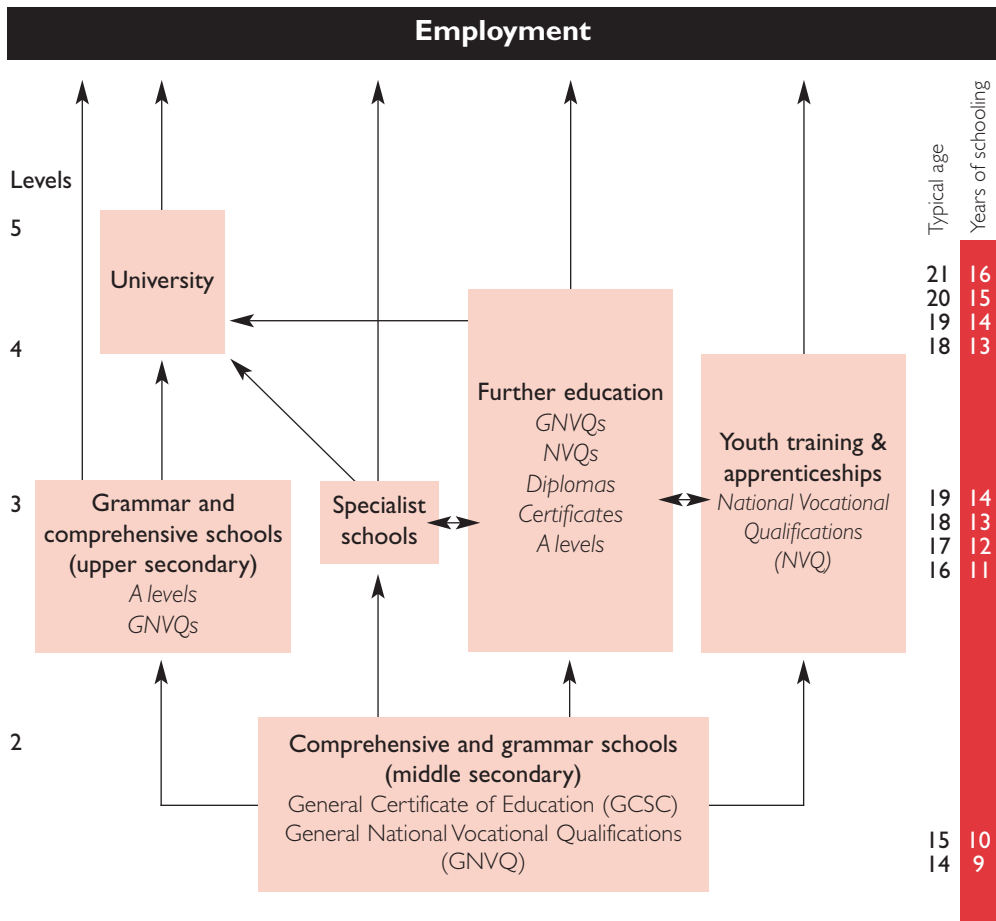 Employment
Levels
Typical age
Years of schooling
5
University
21 16
20 15
19 14
18 13
4
Further education
GNVQs
NVQs
Diplomas
Certificates
A levels
Youth training &
apprenticeships
National Vocational
Qualifications
(NVQ)
3
Grammar and
comprehensive schools
(upper secondary)
A levels
GNVQs
Specialist
schools
19 14
18 13
17 12
16 11
2
Comprehensive and grammar schools
(middle secondary)
General Certificate of Education (GCSC)
General National Vocational Qualifications
(GNVQ)
15 10
14 9